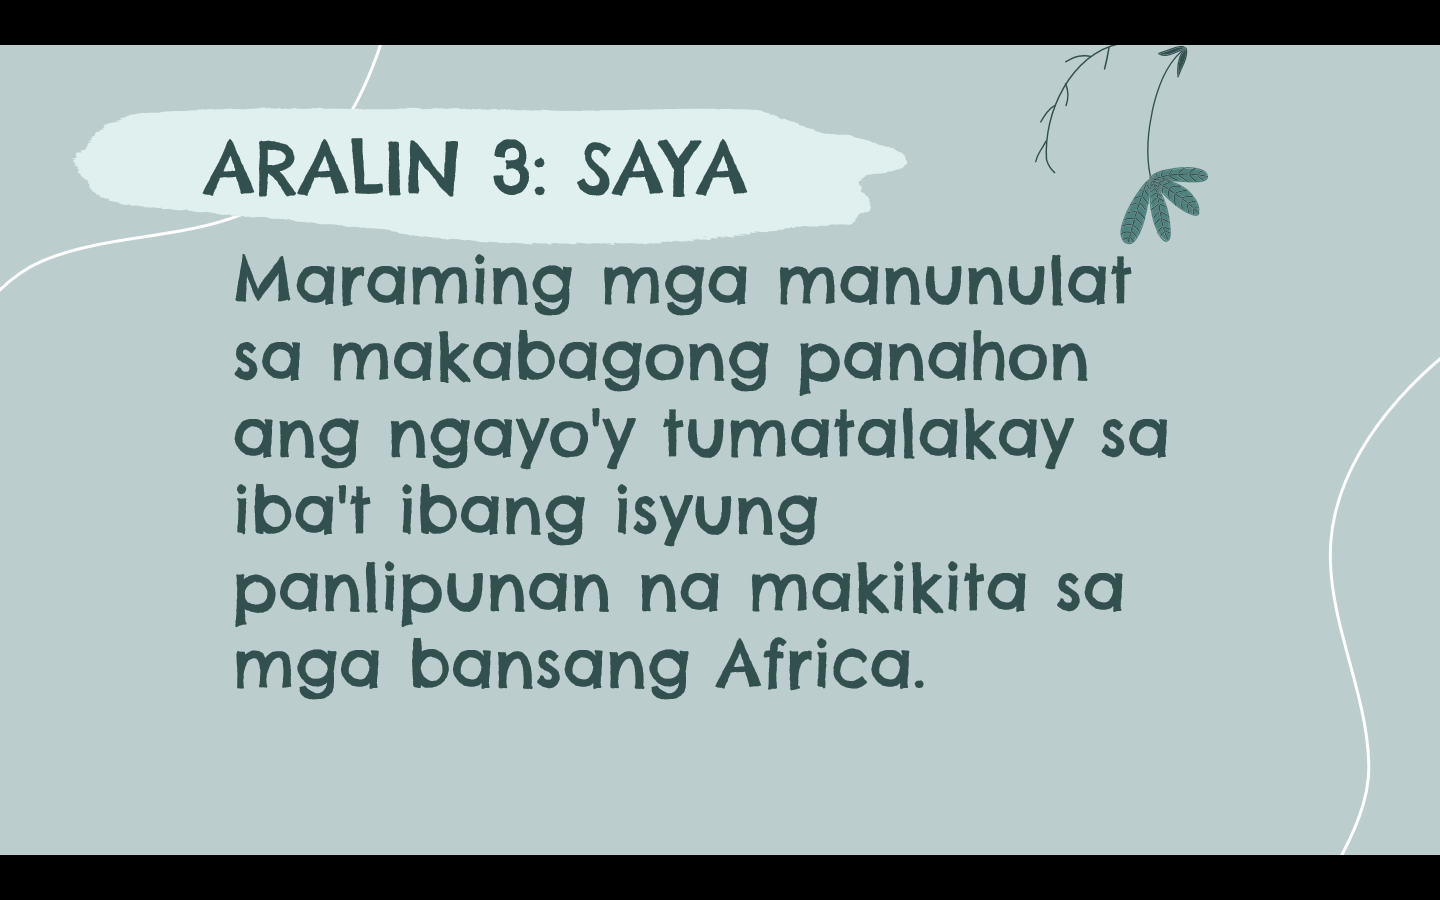 ARALIN 3: SAYA
Maraming mga manunulat
sa makabagong panahon
ang ngayo'y tumatalakay sa
iba't ibang isyung
panlipunan na makikita sa
mga bansang Africa.